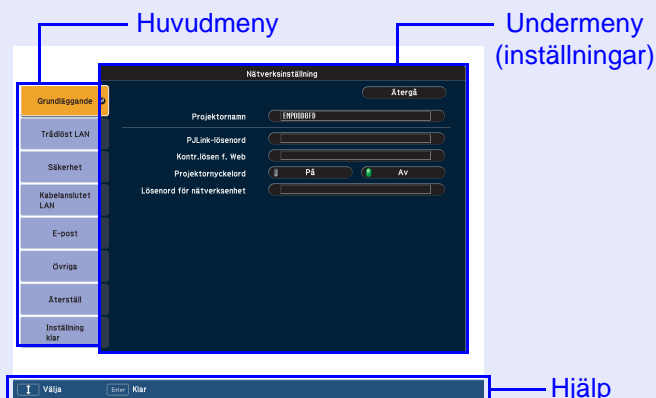 Huvudmeny
Undermeny
(inställningar)
Nätverksinställning
Återgå
Grundläggande
Trådlöst LAN
Säkerhet
Kabelanslutet
LAN
E-post
Övriga
Återställ
Inställning
klar
Projektornamn EMP00D0FD
PJLink-lösenord
Kontr.lösen f. Web
Projektornyckelord På Av
Lösenord för nätverksenhet
Välja Enter Klar
Hjälp